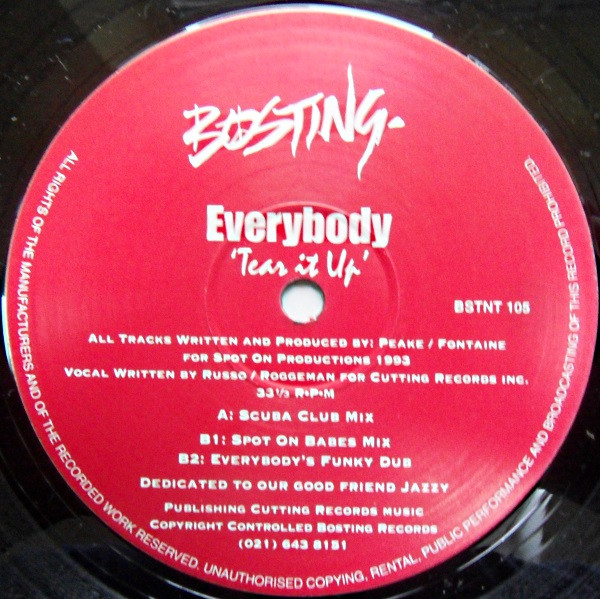 BOSTING.
Everybody
'Tear it Up'
BSTNT 105
All Tracks Written and Produced by: Peake / Fontaine
for Spot On Productions 1993
Vocal Written by Russo / Roggeman for Cutting Records Inc.
33⅓ R•P•M
A: Scuba Club Mix
B1: Spot On Babes Mix
B2: Everybody's Funky Dub
Dedicated to our good friend Jazzy
Publishing Cutting Records music
Copyright Controlled Bosting Records
(021) 643 8151
ALL RIGHTS OF THE MANUFACTURERS AND OF THE RECORDED WORK RESERVED. UNAUTHORISED COPYING, RENTAL, PUBLIC PERFORMANCE AND BROADCASTING OF THIS RECORD PROHIBITED.